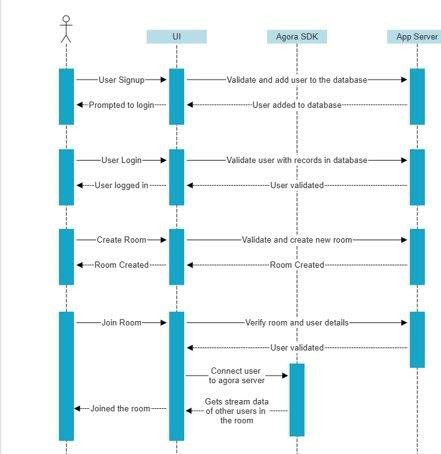 UI
Agora SDK
App Server
User Signup
Validate and add user to the database
Prompted to login
User added to database
User Login
Validate user with records in database
User logged in
User validated
Create Room
Validate and create new room
Room Created
Room Created
Join Room
Verify room and user details
User validated
Connect user
to agora server
Gets stream data
of other users in
the room
Joined the room